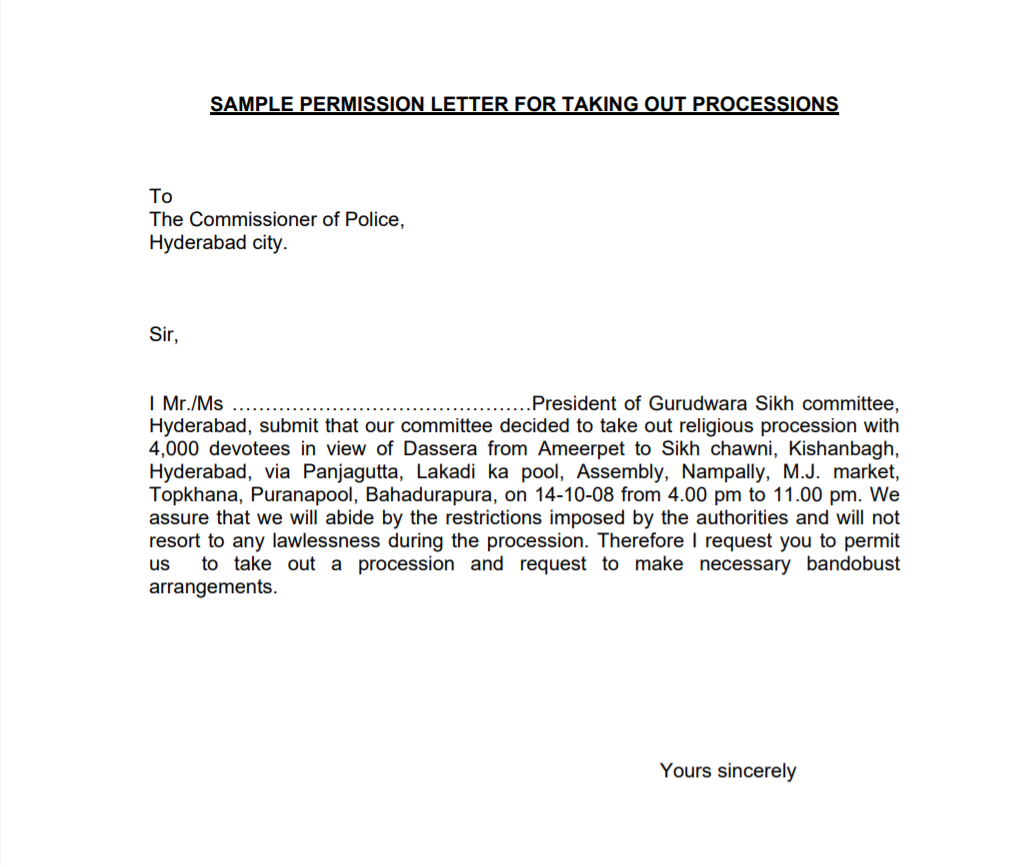 SAMPLE PERMISSION LETTER FOR TAKING OUT PROCESSIONS
To
The Commissioner of Police,
Hyderabad city.
Sir,
I Mr./Ms .............................................President of Gurudwara Sikh committee,
Hyderabad, submit that our committee decided to take out religious procession with
4,000 devotees in view of Dassera from Ameerpet to Sikh chawni, Kishanbagh,
Hyderabad, via Panjagutta, Lakadi ka pool, Assembly, Nampally, M.J. market,
Topkhana, Puranapool, Bahadurapura, on 14-10-08 from 4.00 pm to 11.00 pm. We
assure that we will abide by the restrictions imposed by the authorities and will not
resort to any lawlessness during the procession. Therefore I request you to permit
us to take out a procession and request to make necessary bandobust
arrangements.
Yours sincerely